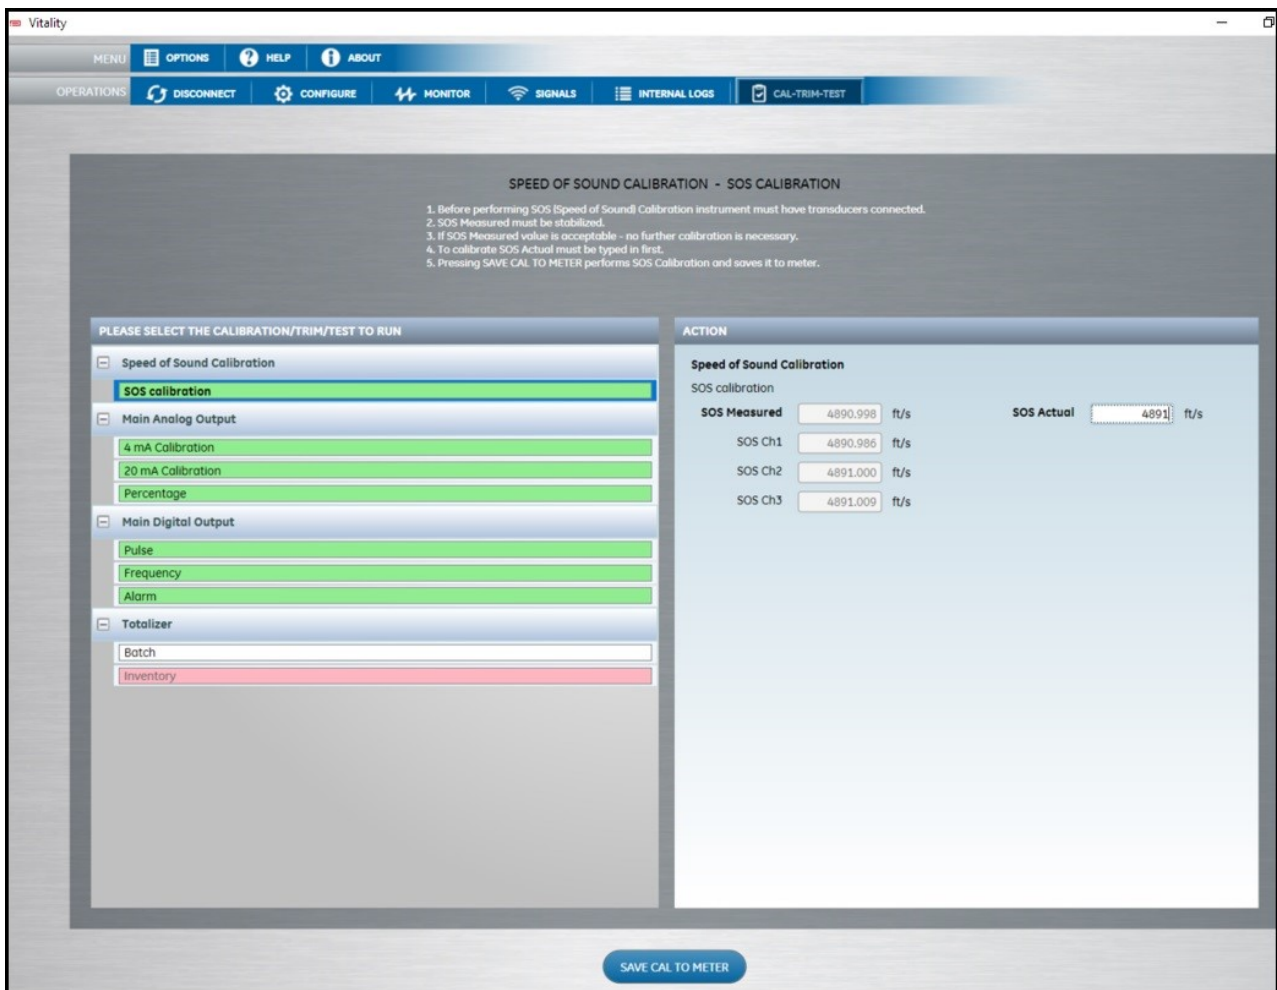 Vitality
MENU OPTIONS HELP ABOUT
OPERATIONS DISCONNECT CONFIGURE MONITOR SIGNALS INTERNAL LOGS CAL-TRIM-TEST
SPEED OF SOUND CALIBRATION - SOS CALIBRATION
1. Before performing SOS (Speed of Sound) Calibration instrument must have transducers connected.
2. SOS Measured must be stabilized.
3. If SOS Measured value is acceptable - no further calibration is necessary.
4. To calibrate SOS Actual must be typed in first.
5. Pressing SAVE CAL TO METER performs SOS Calibration and saves it to meter.
PLEASE SELECT THE CALIBRATION/TRIM/TEST TO RUN
Speed of Sound Calibration
SOS calibration
Main Analog Output
4 mA Calibration
20 mA Calibration
Percentage
Main Digital Output
Pulse
Frequency
Alarm
Totalizer
Batch
Inventory
ACTION
Speed of Sound Calibration
SOS calibration
SOS Measured 4890.998 ft/s SOS Actual 4891 ft/s
SOS Ch1 4890.986 ft/s
SOS Ch2 4891.000 ft/s
SOS Ch3 4891.009 ft/s
SAVE CAL TO METER